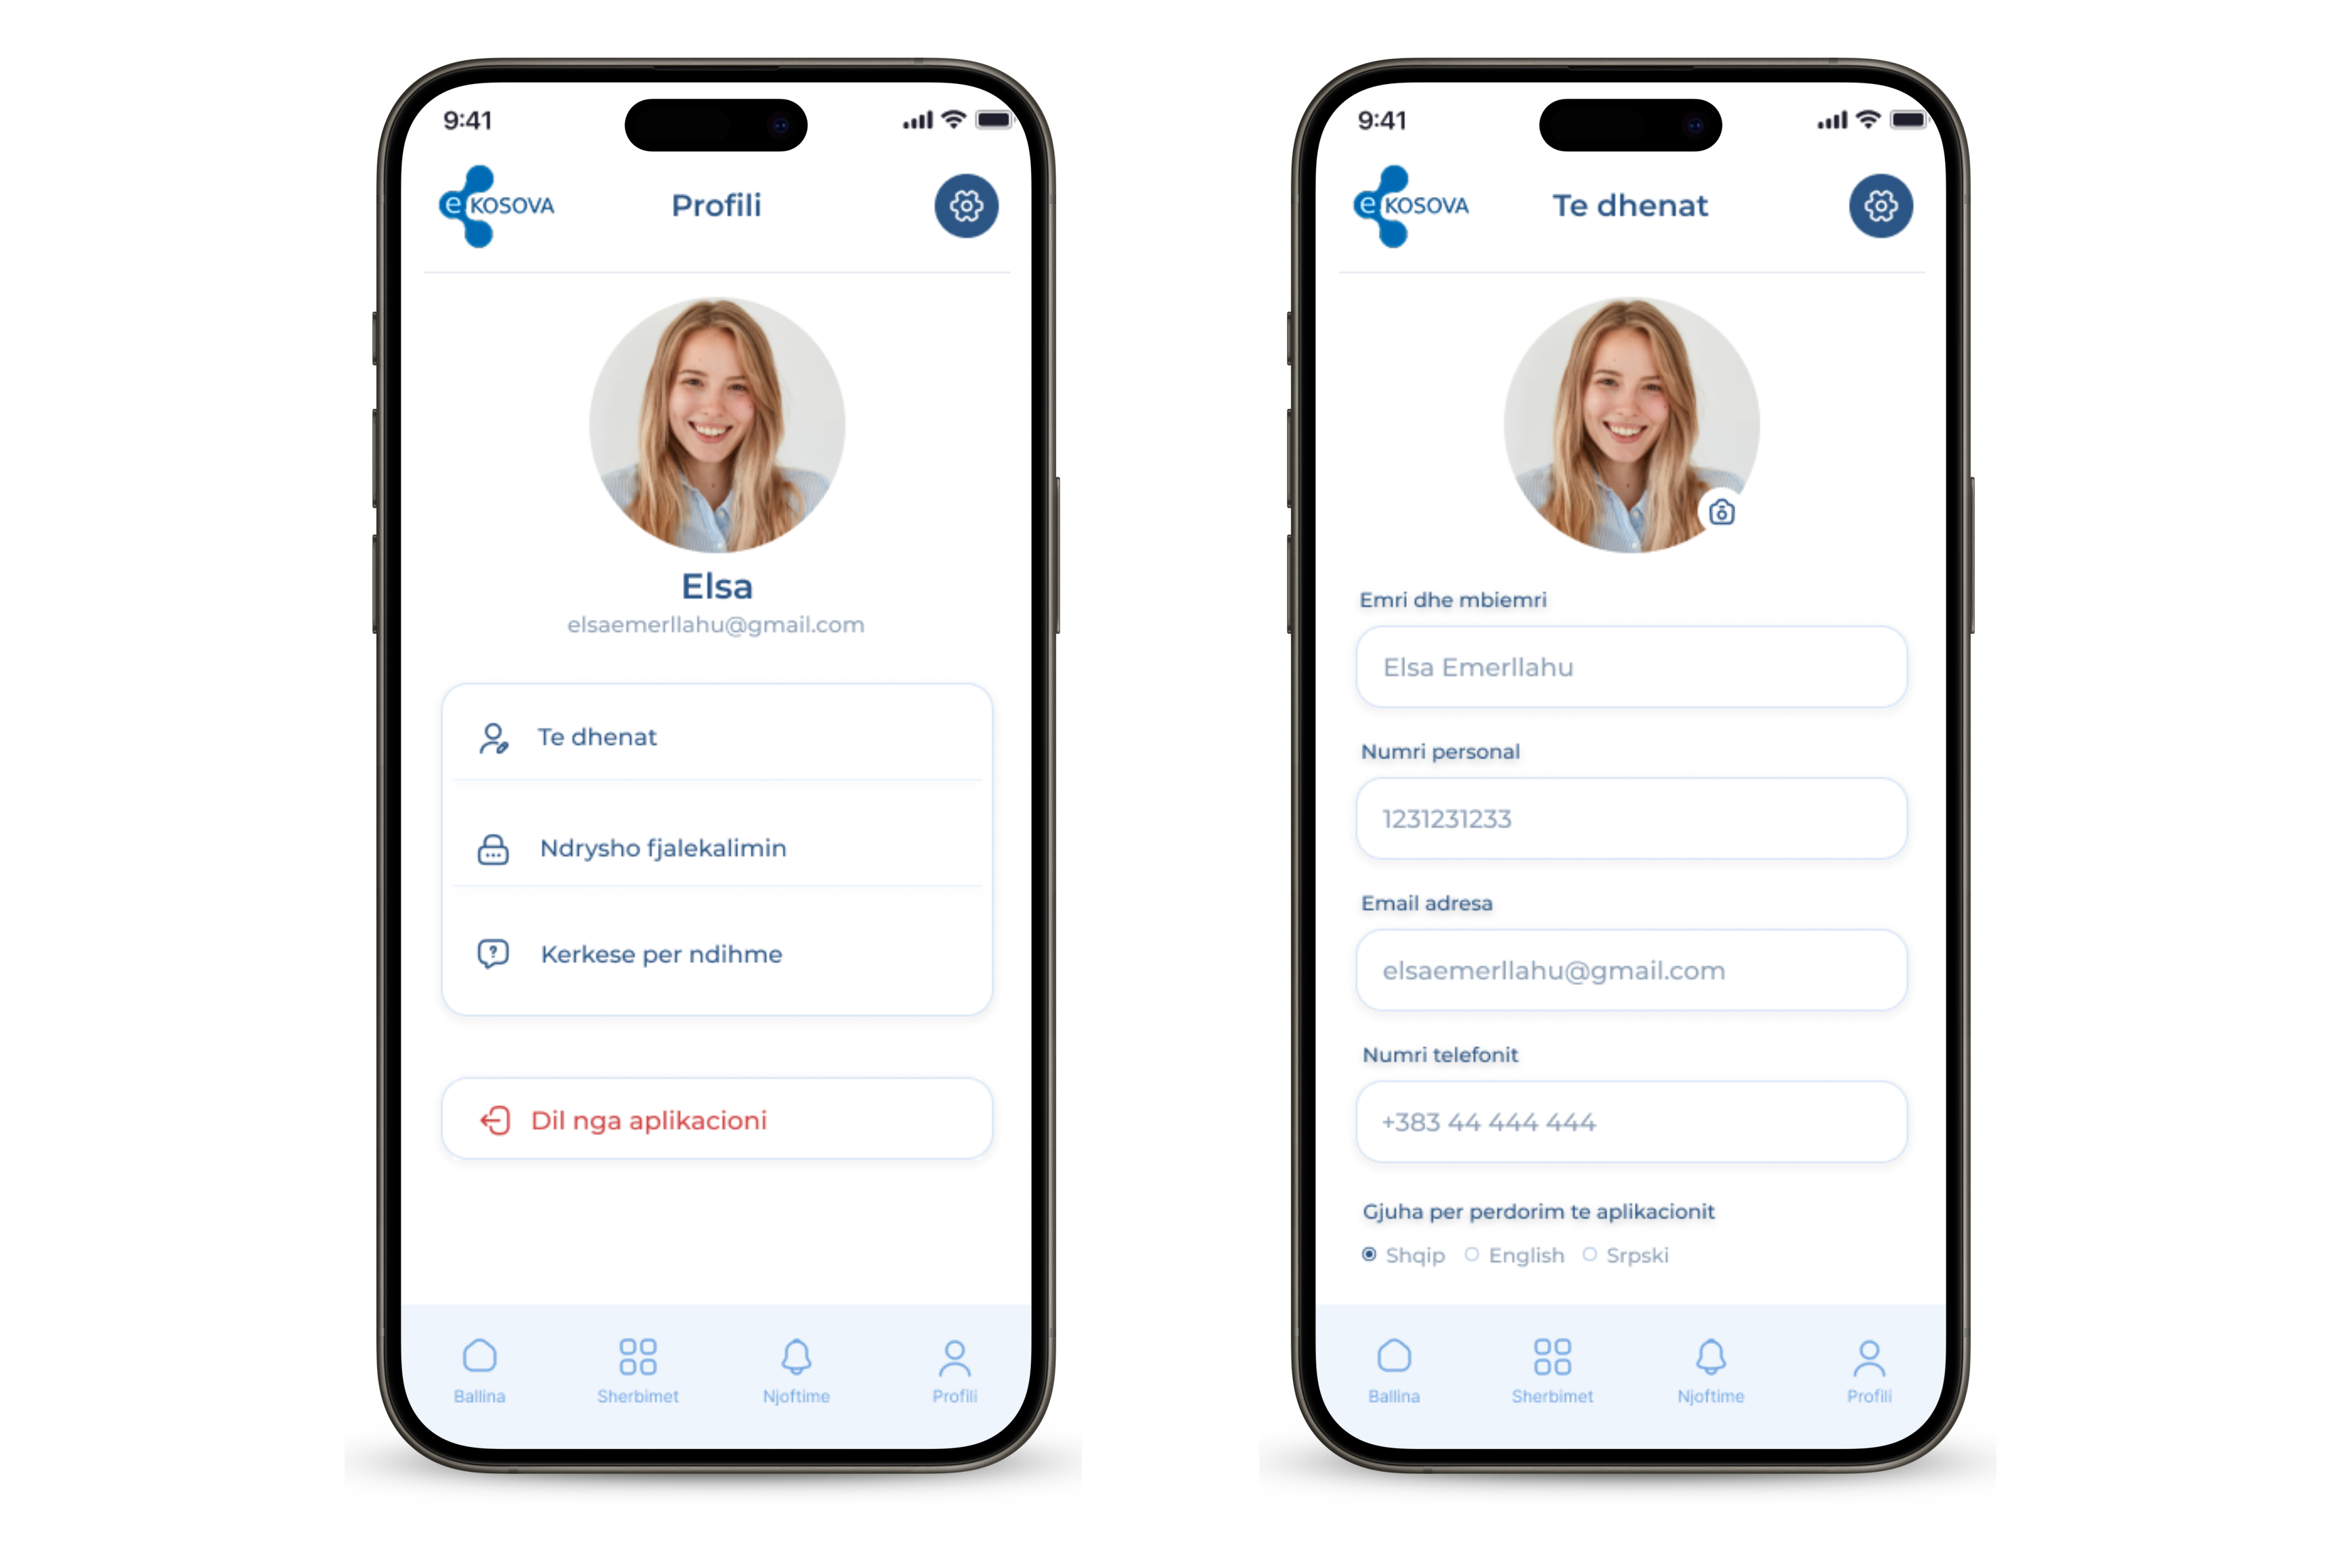 9:41
e KOSOVA
Profili
Elsa
elsaemerllahu@gmail.com
Te dhenat
Ndrysho fjalekalimin
Kerkese per ndihme
Dil nga aplikacioni
Ballina
Sherbimet
Njoftime
Profili
9:41
e KOSOVA
Te dhenat
Emri dhe mbiemri
Elsa Emerllahu
Numri personal
1231231233
Email adresa
elsaemerllahu@gmail.com
Numri telefonit
+383 44 444 444
Gjuha per perdorim te aplikacionit
Shqip English Srpski
Ballina
Sherbimet
Njoftime
Profili